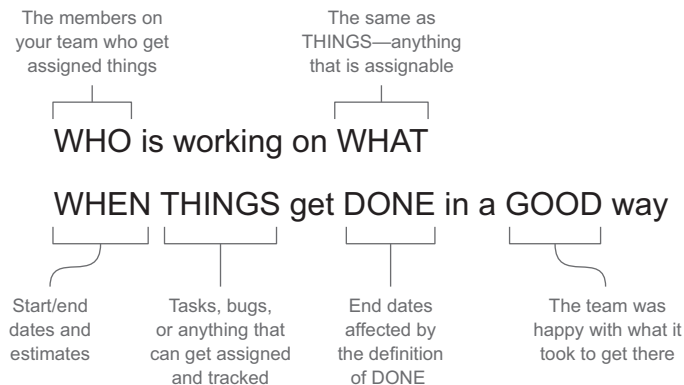 The members on
your team who get
assigned things
The same as
THINGS—anything
that is assignable
WHO is working on WHAT
WHEN THINGS get DONE in a GOOD way
Start/end
dates and
estimates
Tasks, bugs,
or anything that
can get assigned
and tracked
End dates
affected by
the definition
of DONE
The team was
happy with what it
took to get there